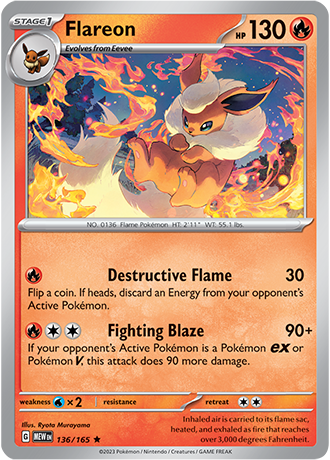 STAGE 1 Flareon HP 130
Evolves from Eevee
NO. 0136 Flame Pokémon HT: 2'11" WT: 55.1 lbs.
Destructive Flame 30
Flip a coin. If heads, discard an Energy from your opponent's
Active Pokémon.
Fighting Blaze 90+
If your opponent's Active Pokémon is a Pokémon ex or
Pokémon V, this attack does 90 more damage.
weakness ×2 resistance retreat
Illus. Ryota Murayama
G MEW EN 136/165 ★
Inhaled air is carried to its flame sac,
heated, and exhaled as fire that reaches
over 3,000 degrees Fahrenheit.
©2023 Pokémon / Nintendo / Creatures / GAME FREAK